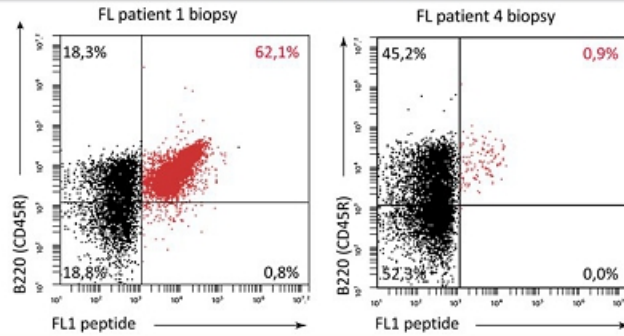 FL patient 1 biopsy
18,3%
62,1%
18,8%
0,8%
B220 (CD45R)
FL1 peptide
FL patient 4 biopsy
45,2%
0,9%
52,3%
0,0%
B220 (CD45R)
FL1 peptide